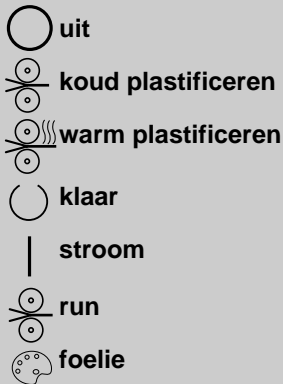 uit
koud plastificeren
warm plastificeren
klaar
stroom
run
foelie